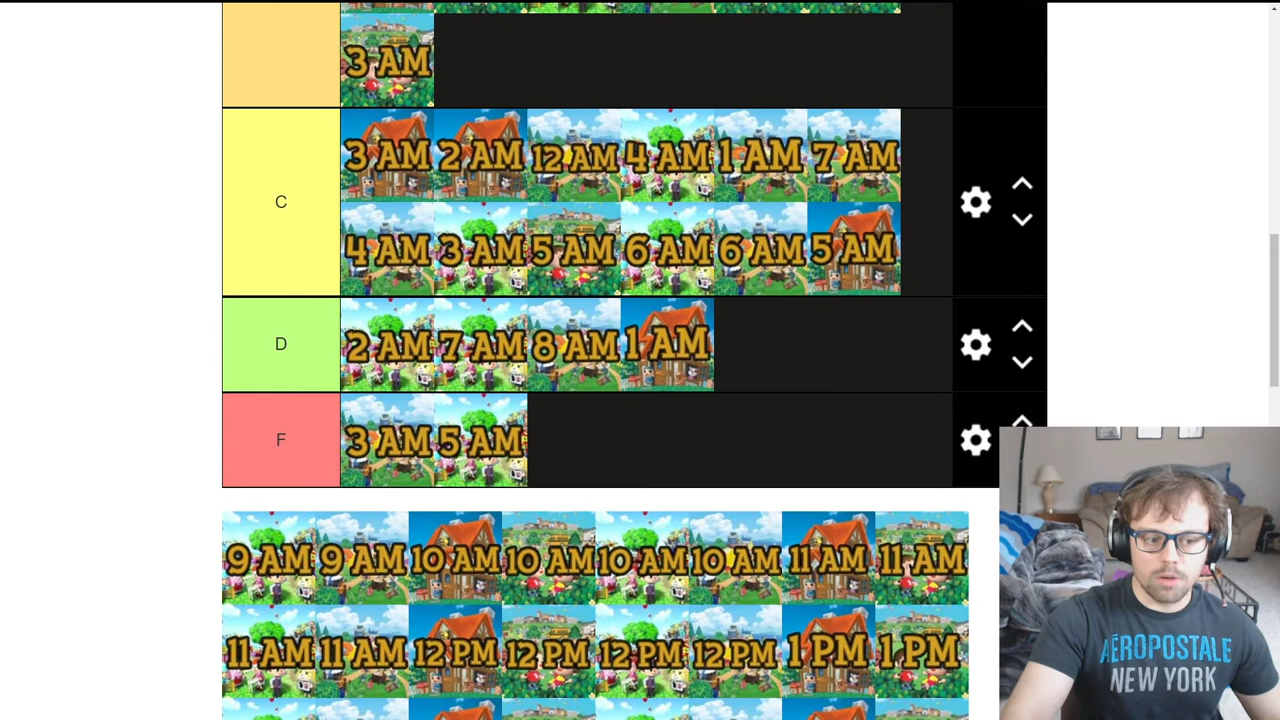 3 AM
C
3 AM 2 AM 12 AM 4 AM 1 AM 7 AM
4 AM 3 AM 5 AM 6 AM 6 AM 5 AM
D
2 AM 7 AM 8 AM 1 AM
F
3 AM 5 AM
9 AM 9 AM 10 AM 10 AM 10 AM 10 AM 11 AM 11 AM
11 AM 11 AM 12 PM 12 PM 12 PM 12 PM 1 PM 1 PM
AÉROPOSTALE
NEW YORK